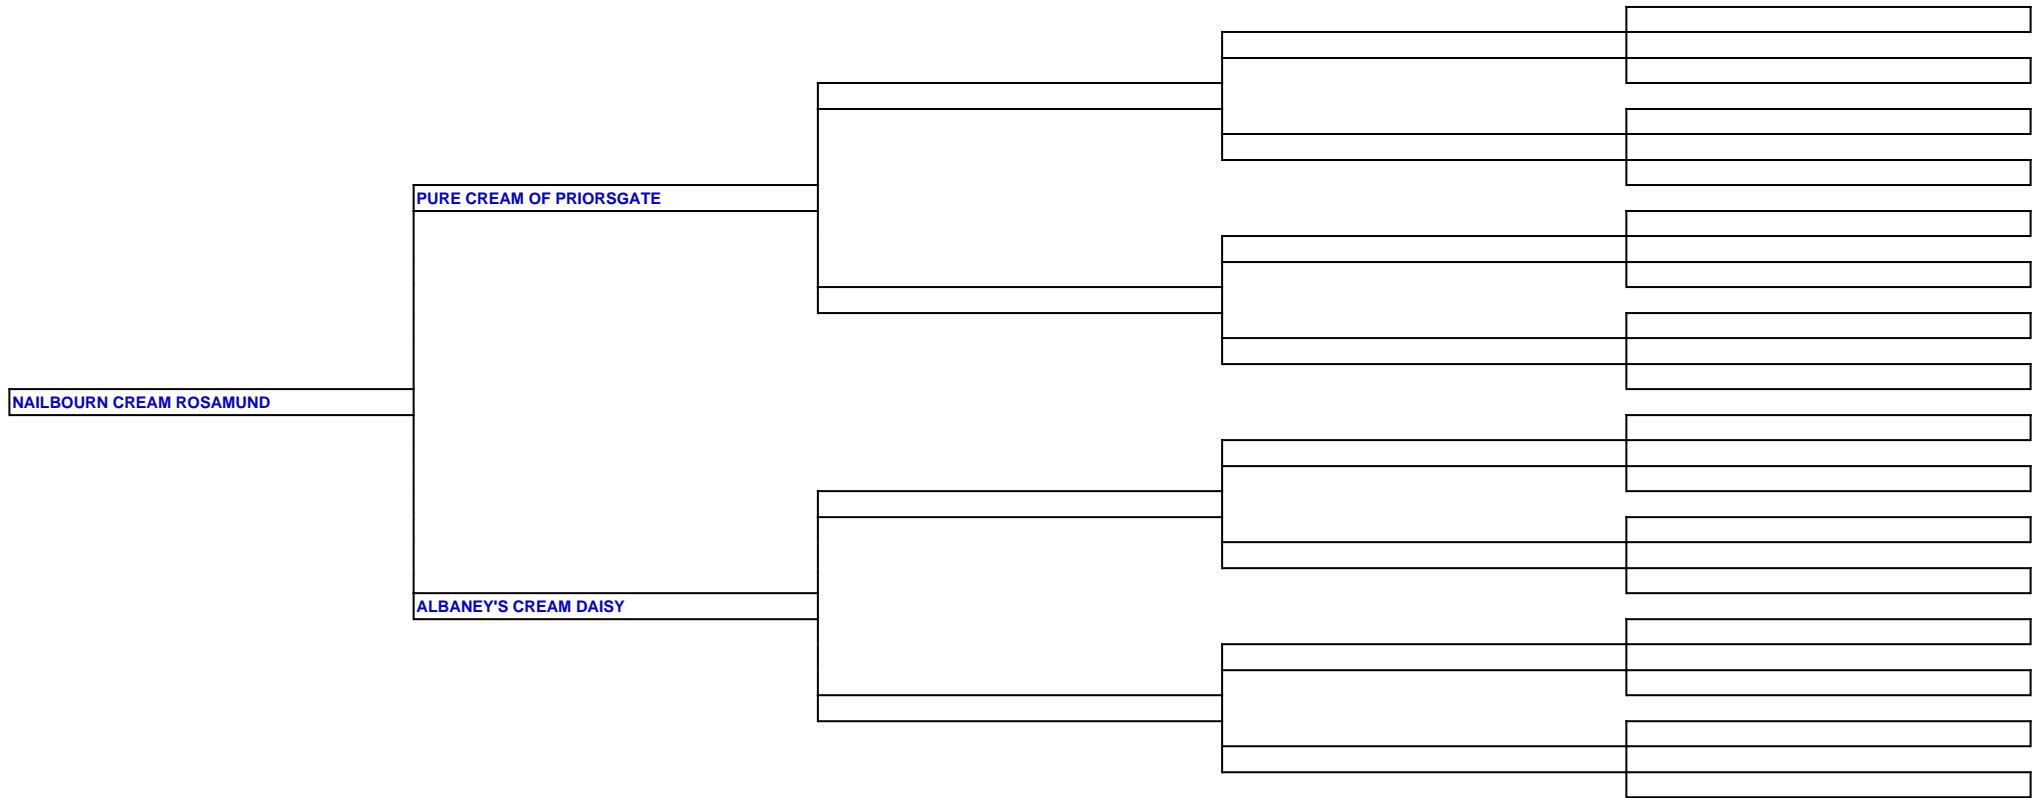 PURE CREAM OF PRIORSGATE
NAILBOURN CREAM ROSAMUND
ALBANEY'S CREAM DAISY